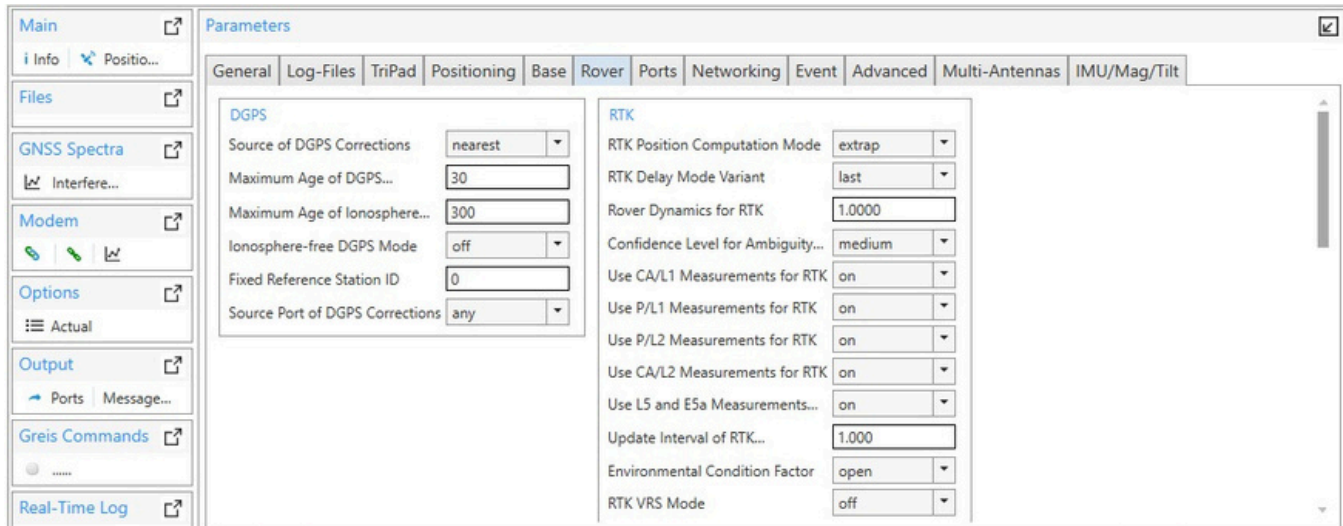 Main
i Info Positio...
Files
GNSS Spectra
Interfere...
Modem
Options
Actual
Output
Ports Message...
Greis Commands
......
Real-Time Log
Parameters
General Log-Files TriPad Positioning Base Rover Ports Networking Event Advanced Multi-Antennas IMU/Mag/Tilt
DGPS
Source of DGPS Corrections nearest
Maximum Age of DGPS... 30
Maximum Age of Ionosphere... 300
Ionosphere-free DGPS Mode off
Fixed Reference Station ID 0
Source Port of DGPS Corrections any
RTK
RTK Position Computation Mode extrap
RTK Delay Mode Variant last
Rover Dynamics for RTK 1.0000
Confidence Level for Ambiguity... medium
Use CA/L1 Measurements for RTK on
Use P/L1 Measurements for RTK on
Use P/L2 Measurements for RTK on
Use CA/L2 Measurements for RTK on
Use L5 and E5a Measurements... on
Update Interval of RTK... 1.000
Environmental Condition Factor open
RTK VRS Mode off